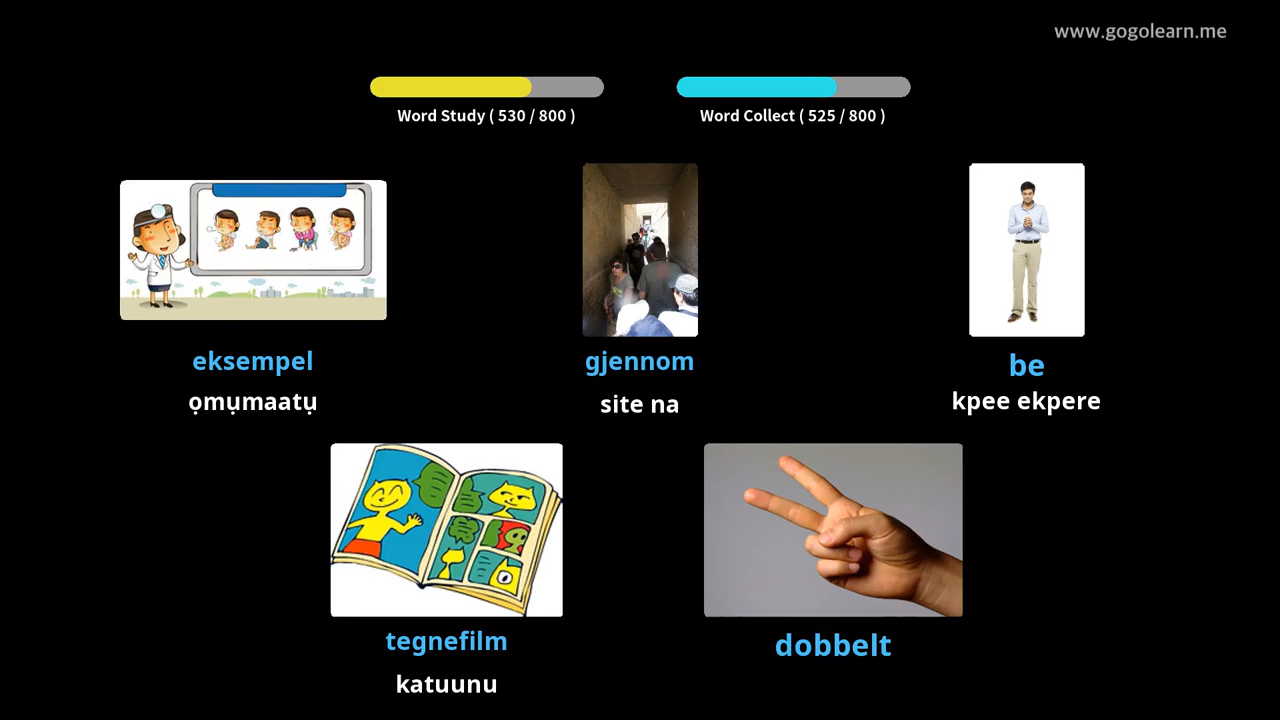 www.gogolearn.me
Word Study ( 530 / 800 )
Word Collect ( 525 / 800 )
eksempel
ọmụmaatụ
gjennom
site na
be
kpee ekpere
tegnefilm
katuunu
dobbelt